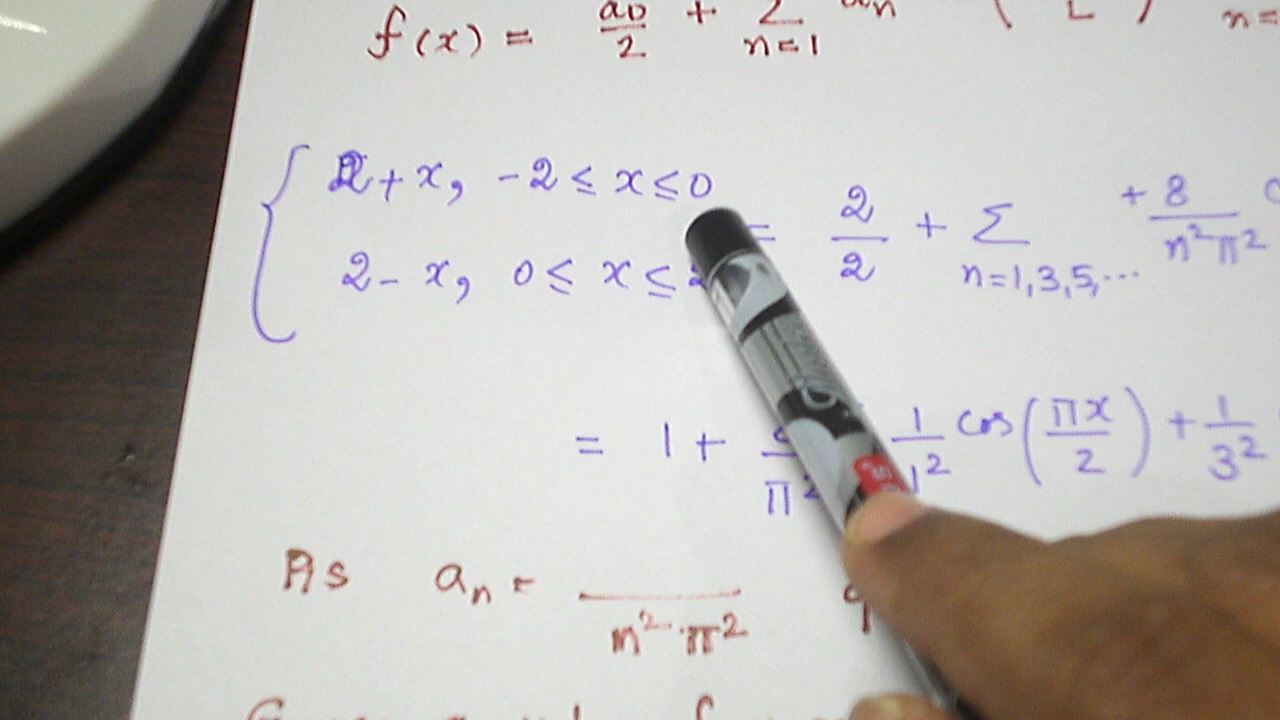 f(x) = a0/2 + Σ n=1 an ( L ) n=
{ 2+x, -2 ≤ x ≤ 0
2-x, 0 ≤ x ≤ = 2/2 + Σ n=1,3,5,... +8/n²π²
= 1 + /π² 1/1² cos(πx/2) + 1/3²
As an = /n².π²